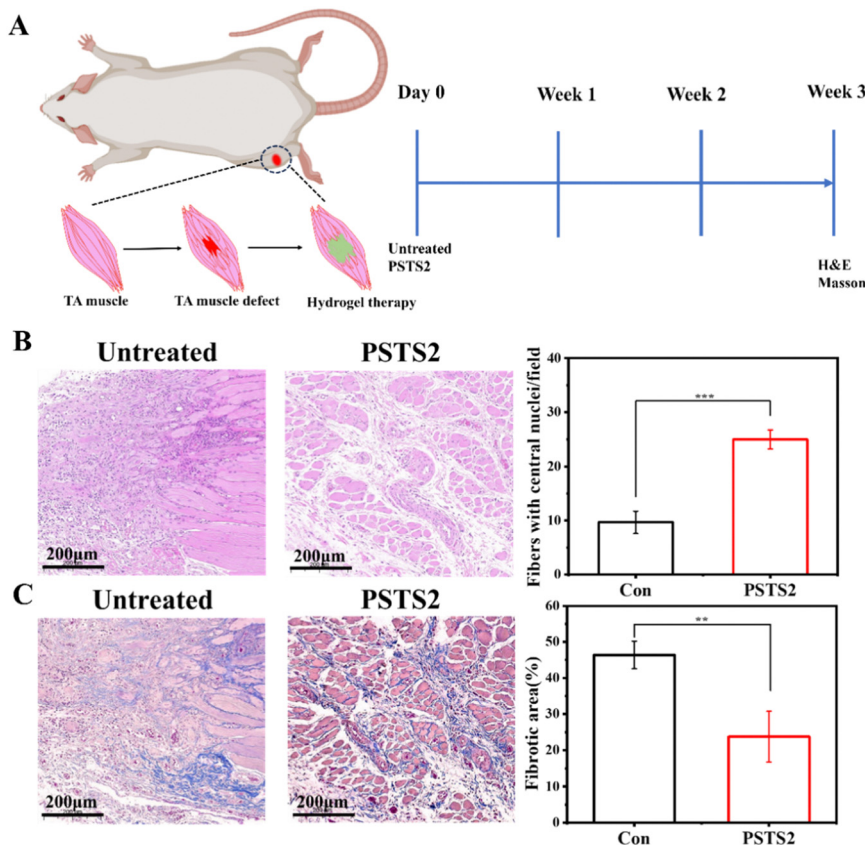 A
Day 0
Week 1
Week 2
Week 3
Untreated
PSTS2
H&E
Masson
TA muscle
TA muscle defect
Hydrogel therapy
B
Untreated
PSTS2
200μm
200μm
Fibers with central nuclei/field
40
30
20
10
0
***
Con
PSTS2
C
Untreated
PSTS2
200μm
200μm
Fibrotic area(%)
60
50
40
30
20
10
0
**
Con
PSTS2